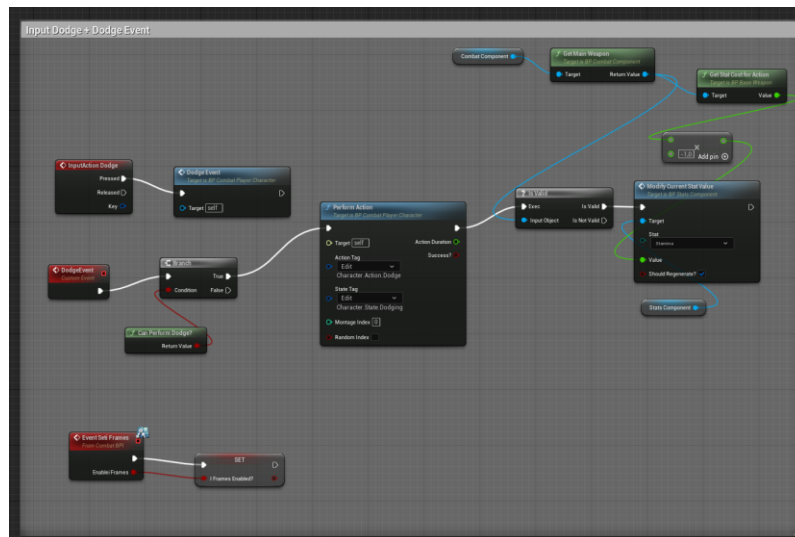 Input Dodge + Dodge Event
Combat Component
Get Main Weapon
Target is BP Combat Component
Target
Return Value
Get Stat Cost for Action
Target is BP Base Weapon
Target
Value
-1.0
Add pin
InputAction Dodge
Pressed
Released
Key
Dodge Event
Target is BP Combat Player Character
Target self
Perform Action
Target is BP Combat Player Character
Target self
Action Duration
Action Tag
Success?
Edit
Character.Action.Dodge
State Tag
Edit
Character.State.Dodging
Montage Index 0
Random Index
Is Valid
Exec
Is Valid
Input Object
Is Not Valid
Modify Current Stat Value
Target is BP Stats Component
Target
Stat
Stamina
Value
Should Regenerate?
Stats Component
DodgeEvent
Custom Event
Branch
True
Condition
False
Can Perform Dodge?
Return Value
Event Set I Frames
From Combat BPI
EnableI Frames
SET
I Frames Enabled?